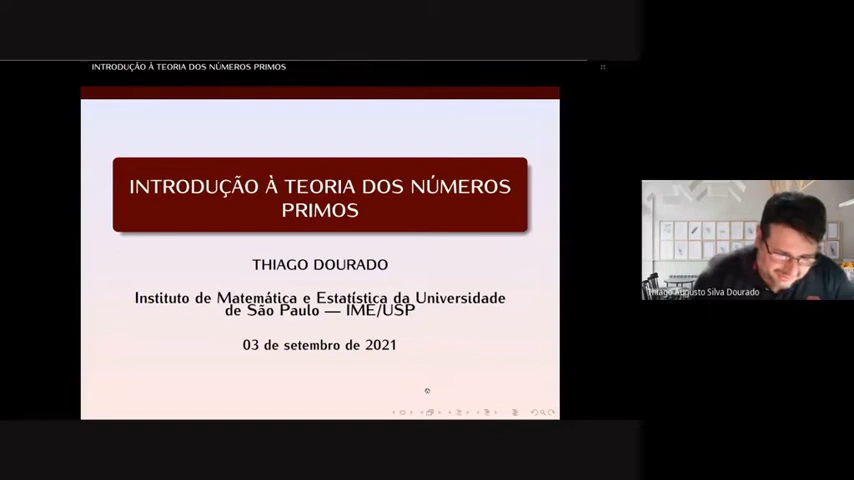 INTRODUÇÃO À TEORIA DOS NÚMEROS PRIMOS
INTRODUÇÃO À TEORIA DOS NÚMEROS
PRIMOS
THIAGO DOURADO
Instituto de Matemática e Estatística da Universidade
de São Paulo — IME/USP
03 de setembro de 2021
Thiago Augusto Silva Dourado